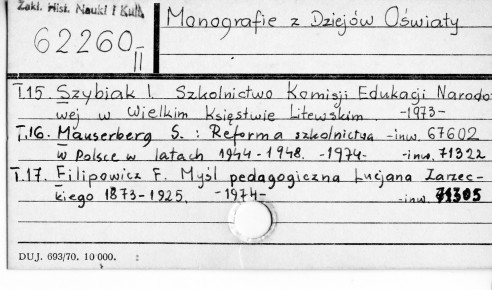 Zakl. Hist. Nauki i Kult.
62260 II
Monografie z Dziejów Oświaty
T.15 Szybiak I. Szkolnictwo Komisji Edukacji Narodo-
wej w Wielkim Księstwie Litewskim. -1973-
T.16. Mauserberg S. : Reforma szkolnictwa -inw. 67602
w Polsce w latach 1944-1948. -1974- -inw. 71322
T.17. Filipowicz F. Myśl pedagogiczna Lucjana Zarzec-
kiego 1873-1925. -1974- -inw. 71305
DUJ. 693/70. 10 000.